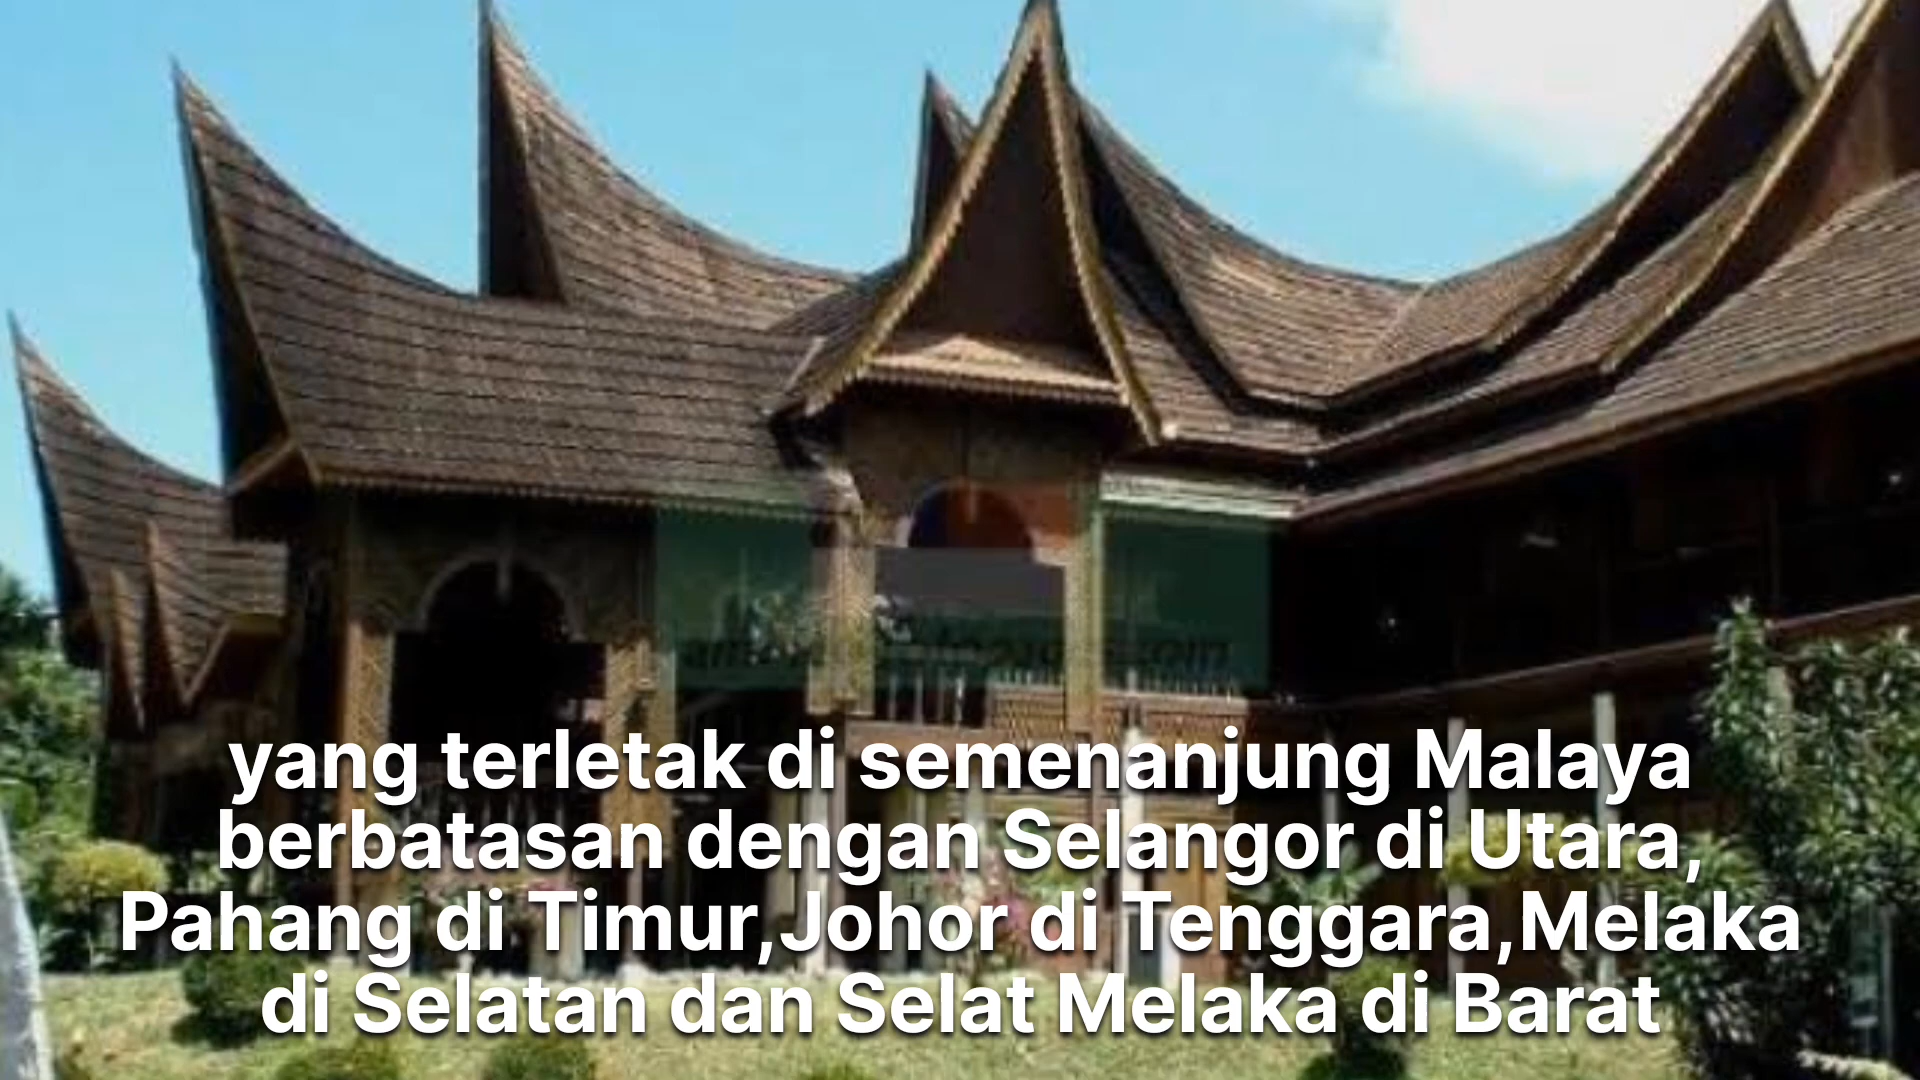 yang terletak di semenanjung Malaya
berbatasan dengan Selangor di Utara,
Pahang di Timur,Johor di Tenggara,Melaka
di Selatan dan Selat Melaka di Barat